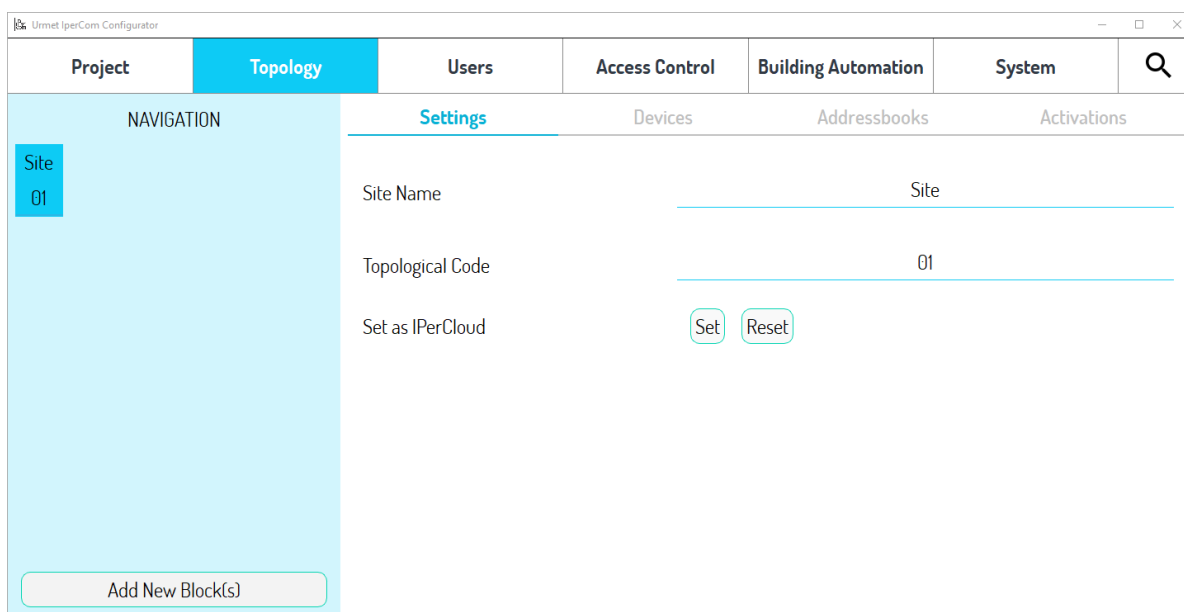 Urmet IperCom Configurator
Project Topology Users Access Control Building Automation System
NAVIGATION
Settings Devices Addressbooks Activations
Site
01
Site Name Site
Topological Code 01
Set as IPerCloud Set Reset
Add New Block(s)